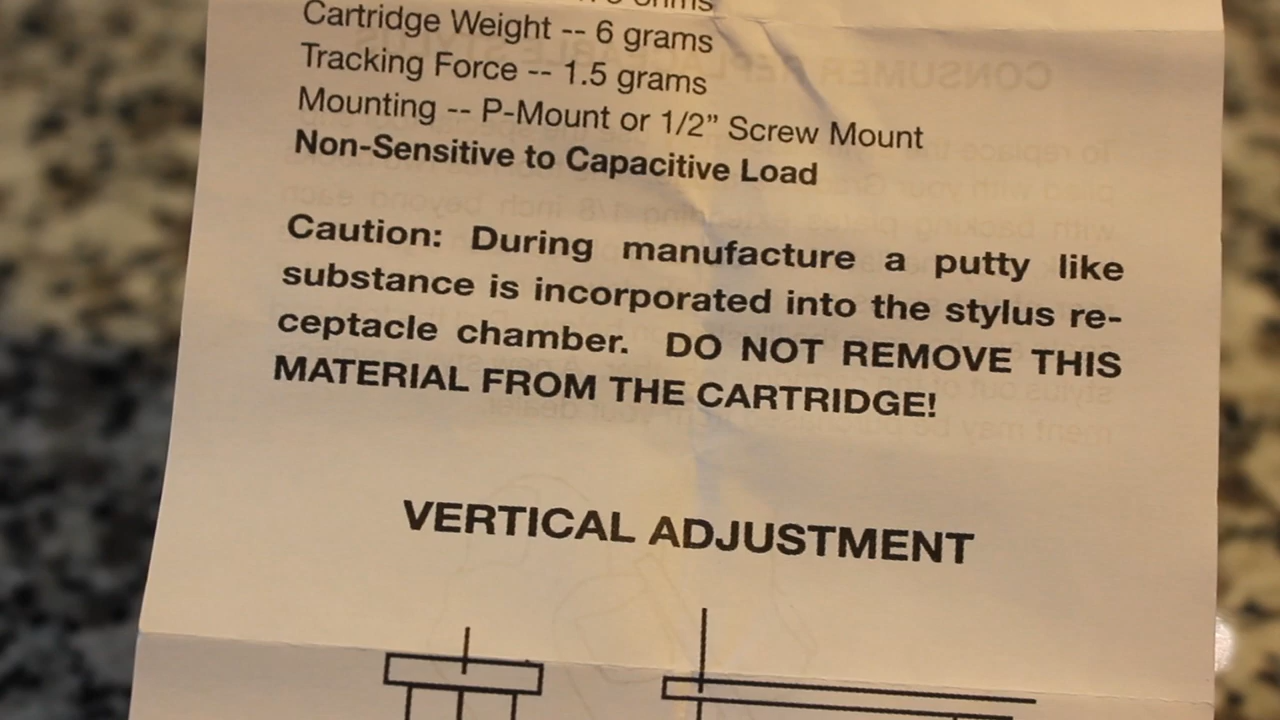 ohms
Cartridge Weight -- 6 grams
Tracking Force -- 1.5 grams
Mounting -- P-Mount or 1/2” Screw Mount
Non-Sensitive to Capacitive Load
Caution: During manufacture a putty like
substance is incorporated into the stylus re-
ceptacle chamber. DO NOT REMOVE THIS
MATERIAL FROM THE CARTRIDGE!
VERTICAL ADJUSTMENT